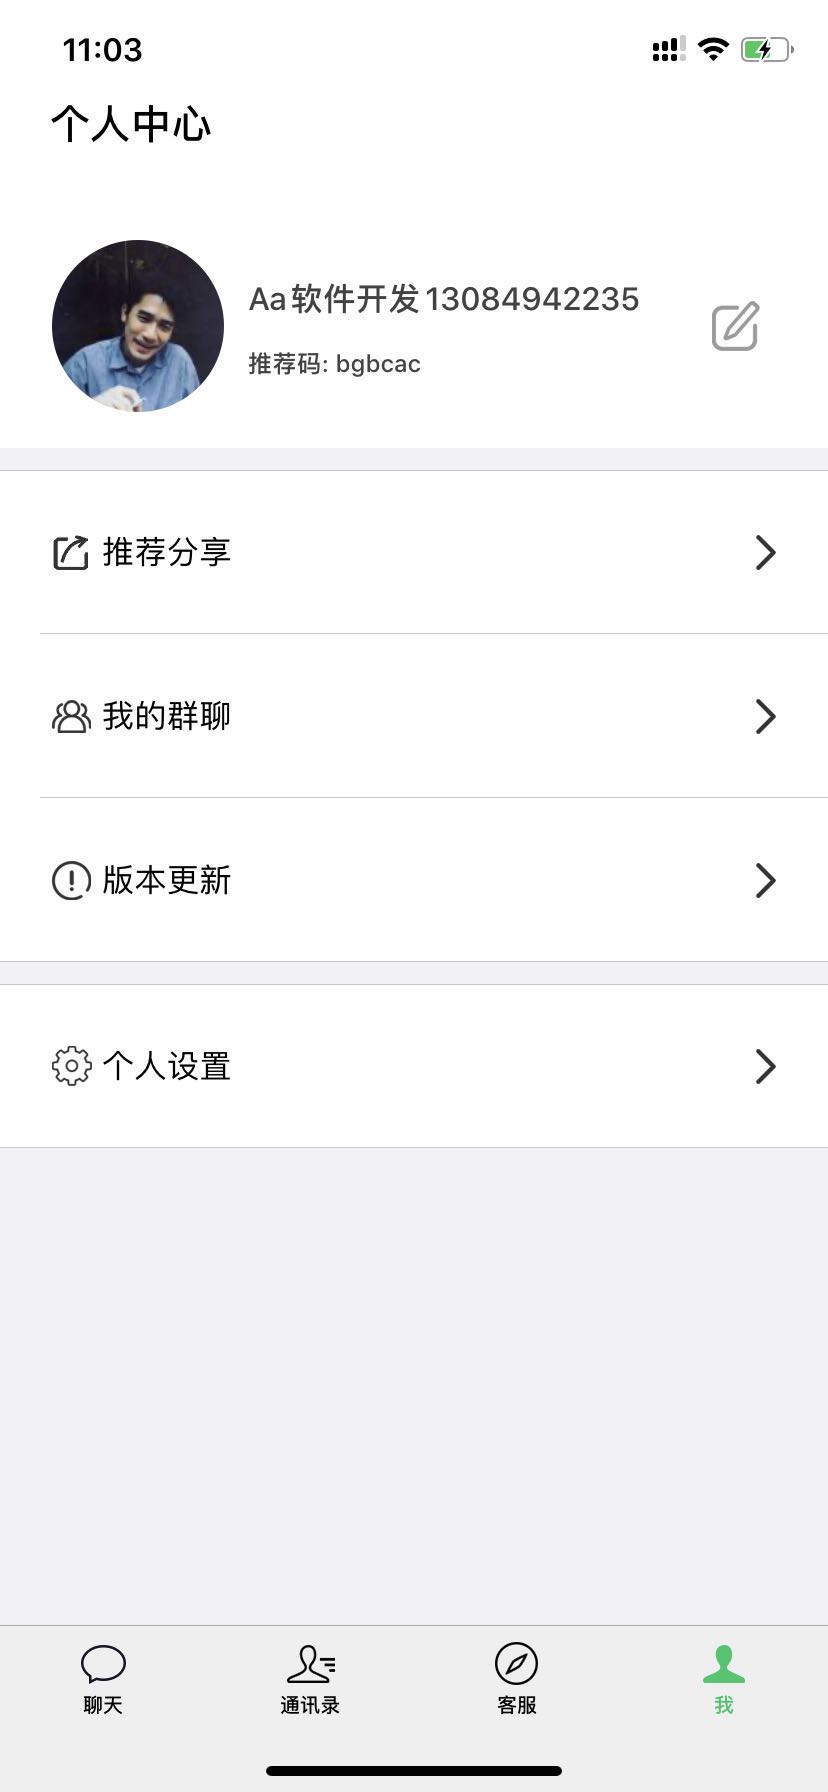 11:03
个人中心
Aa软件开发13084942235
推荐码: bgbcac
推荐分享
我的群聊
版本更新
个人设置
聊天
通讯录
客服
我